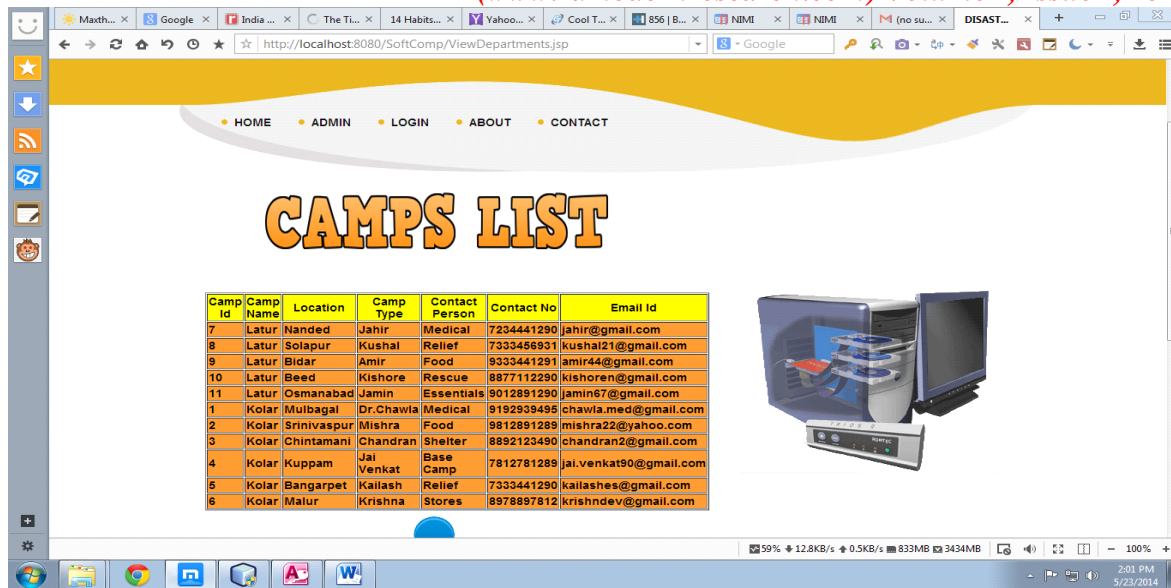 Maxth... Google India ... The Ti... 14 Habits... Yahoo... Cool T... 856 | B... NIMI NIMI (no su... DISAST...
http://localhost:8080/SoftComp/ViewDepartments.jsp
Google
HOME ADMIN LOGIN ABOUT CONTACT
CAMPS LIST
Camp Id Camp Name Location Camp Type Contact Person Contact No Email Id
7 Latur Nanded Jahir Medical 7234441290 jahir@gmail.com
8 Latur Solapur Kushal Relief 7333456931 kushal21@gmail.com
9 Latur Bidar Amir Food 9333441291 amir44@gmail.com
10 Latur Beed Kishore Rescue 8877112290 kishoren@gmail.com
11 Latur Osmanabad Jamin Essentials 9012891290 jamin67@gmail.com
1 Kolar Mulbagal Dr.Chawla Medical 9192939495 chawla.med@gmail.com
2 Kolar Srinivaspur Mishra Food 9812891289 mishra22@yahoo.com
3 Kolar Chintamani Chandran Shelter 8892123490 chandran2@gmail.com
4 Kolar Kuppam Jai Venkat Base Camp 7812781289 jai.venkat90@gmail.com
5 Kolar Bangarpet Kailash Relief 7333441290 kailashes@gmail.com
6 Kolar Malur Krishna Stores 8978897812 krishndev@gmail.com
59% 12.8KB/s 0.5KB/s 833MB 3434MB 100%
2:01 PM
5/23/2014